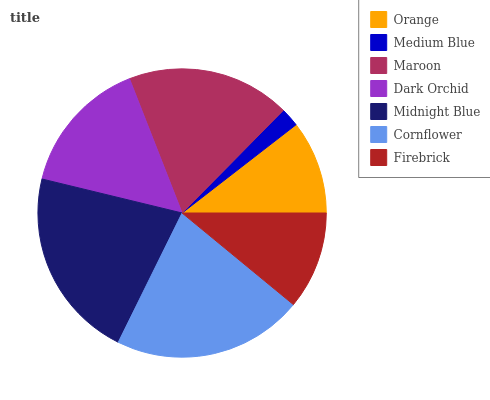 title
Orange
Medium Blue
Maroon
Dark Orchid
Midnight Blue
Cornflower
Firebrick